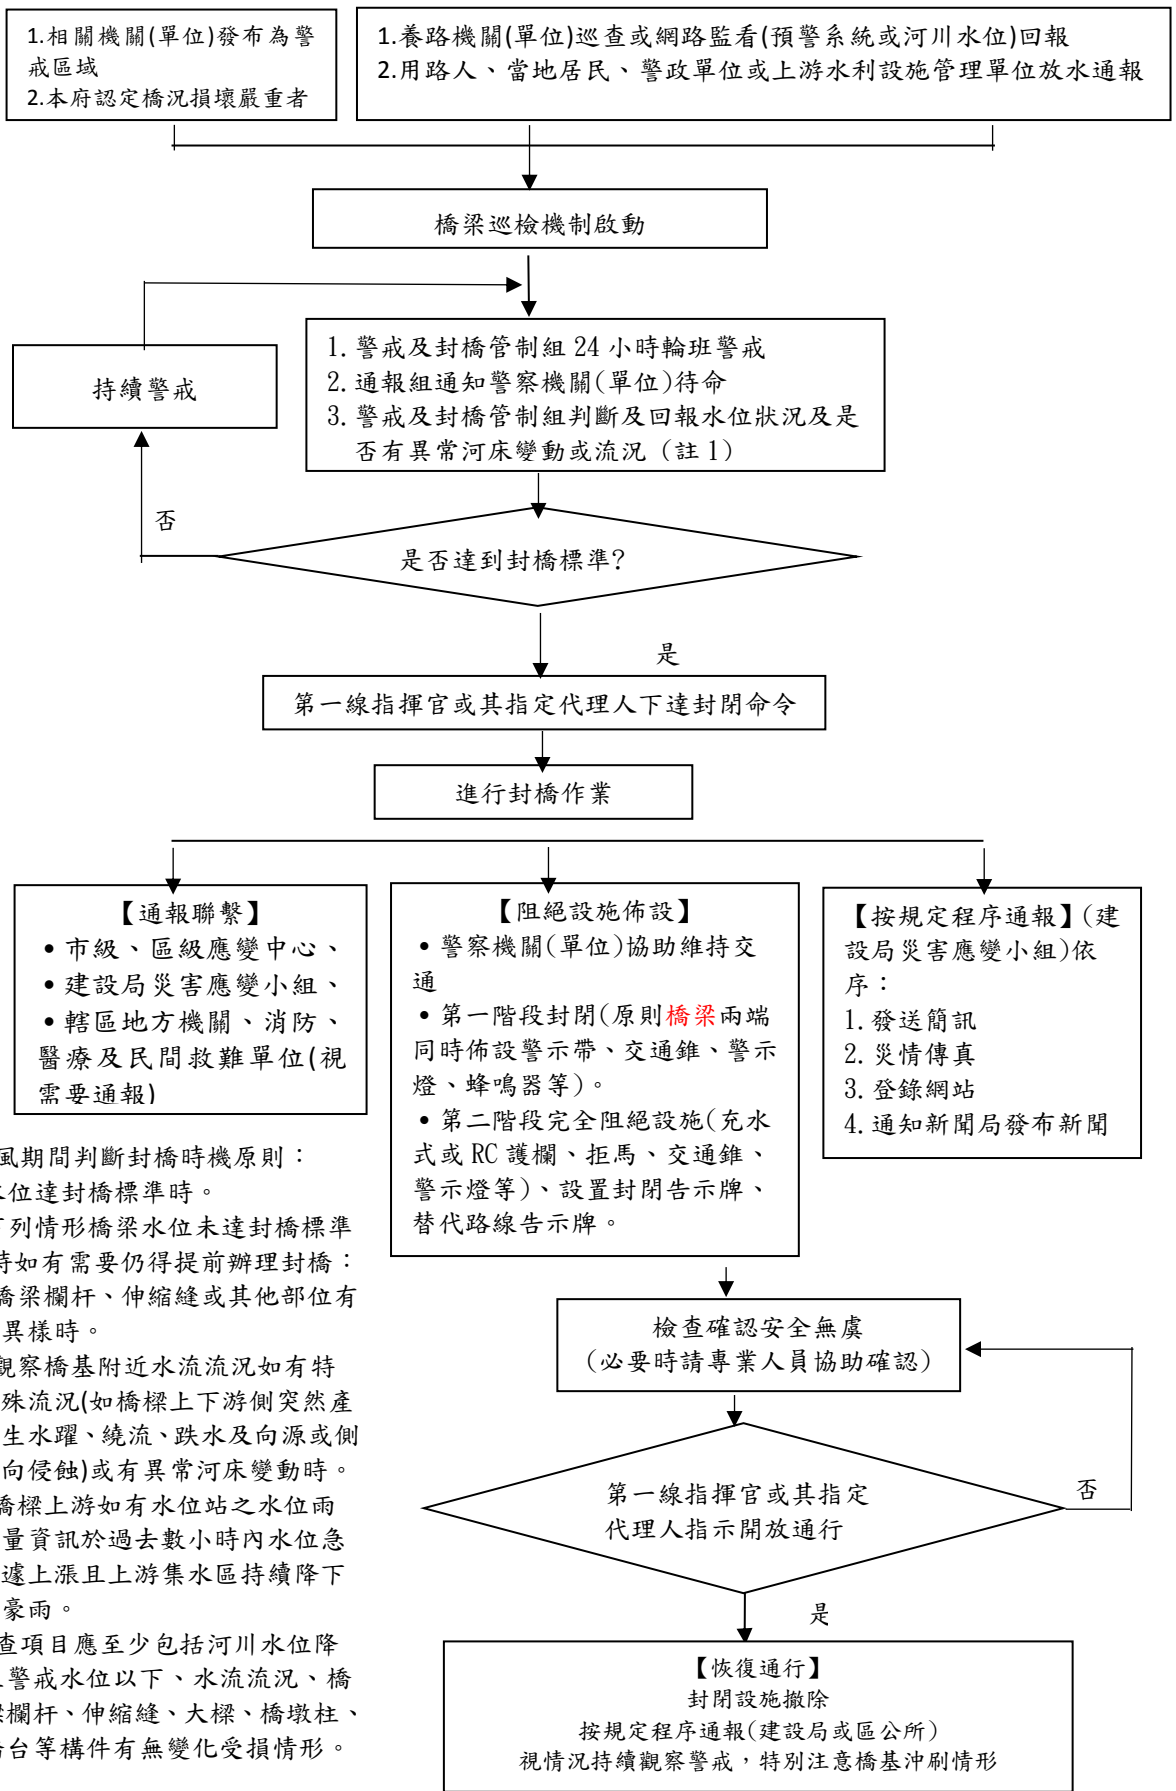 1.相關機關(單位)發布為警
戒區域
2.本府認定橋況損壞嚴重者
1.養路機關(單位)巡查或網路監看(預警系統或河川水位)回報
2.用路人、當地居民、警政單位或上游水利設施管理單位放水通報
橋梁巡檢機制啟動
持續警戒
1. 警戒及封橋管制組 24 小時輪班警戒
2. 通報組通知警察機關(單位)待命
3. 警戒及封橋管制組判斷及回報水位狀況及是
否有異常河床變動或流況（註 1）
否
是否達到封橋標準?
是
第一線指揮官或其指定代理人下達封閉命令
進行封橋作業
【通報聯繫】
• 市級、區級應變中心、
• 建設局災害應變小組、
• 轄區地方機關、消防、
醫療及民間救難單位(視
需要通報)
【阻絕設施佈設】
• 警察機關(單位)協助維持交
通
• 第一階段封閉(原則橋梁兩端
同時佈設警示帶、交通錐、警示
燈、蜂鳴器等)。
• 第二階段完全阻絕設施(充水
式或 RC 護欄、拒馬、交通錐、
警示燈等)、設置封閉告示牌、
替代路線告示牌。
【按規定程序通報】(建
設局災害應變小組)依
序：
1. 發送簡訊
2. 災情傳真
3. 登錄網站
4. 通知新聞局發布新聞
風期間判斷封橋時機原則：
水位達封橋標準時。
下列情形橋梁水位未達封橋標準
時如有需要仍得提前辦理封橋：
橋梁欄杆、伸縮縫或其他部位有
異樣時。
觀察橋基附近水流流況如有特
殊流況(如橋樑上下游側突然產
生水躍、繞流、跌水及向源或側
向侵蝕)或有異常河床變動時。
橋樑上游如有水位站之水位雨
量資訊於過去數小時內水位急
遽上漲且上游集水區持續降下
豪雨。
查項目應至少包括河川水位降
至警戒水位以下、水流流況、橋
樑欄杆、伸縮縫、大樑、橋墩柱、
橋台等構件有無變化受損情形。
檢查確認安全無虞
(必要時請專業人員協助確認)
第一線指揮官或其指定
代理人指示開放通行
否
是
【恢復通行】
封閉設施撤除
按規定程序通報(建設局或區公所)
視情況持續觀察警戒，特別注意橋基沖刷情形